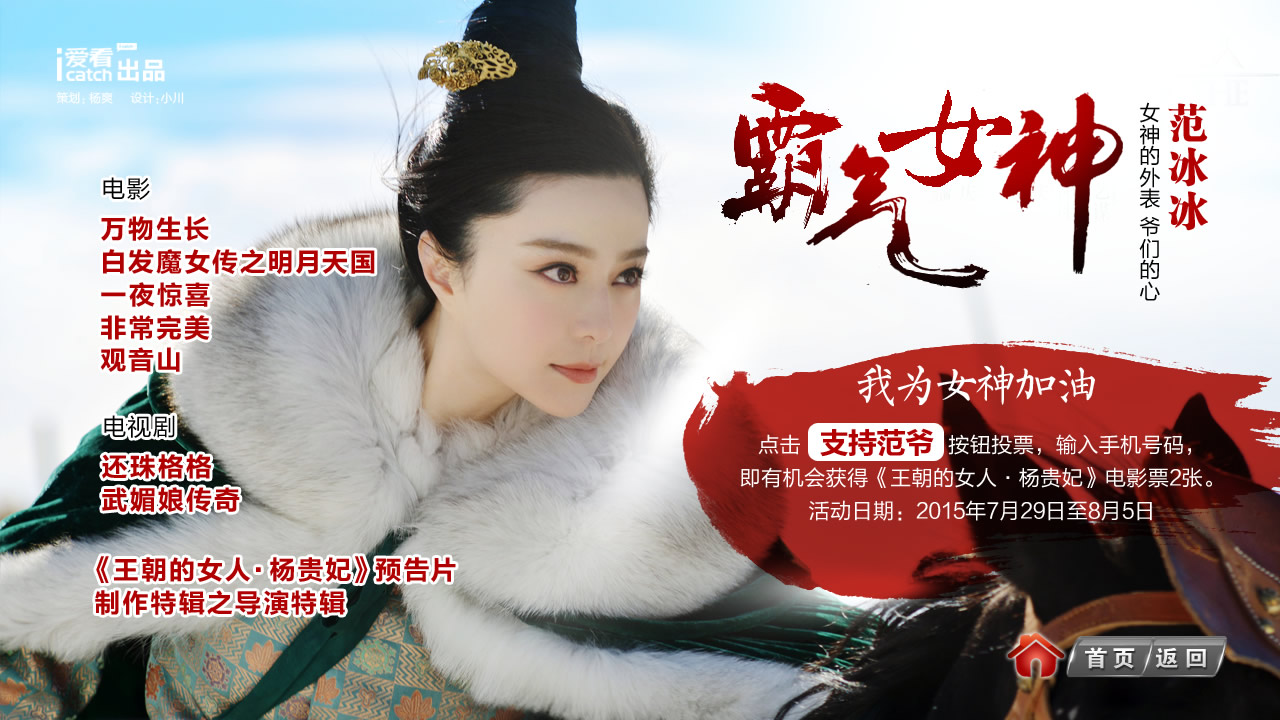 i爱看
catch 出品
策划：杨爽 设计：小川
霸气女神
范冰冰
女神的外表 爷们的心
电影
万物生长
白发魔女传之明月天国
一夜惊喜
非常完美
观音山
电视剧
还珠格格
武媚娘传奇
《王朝的女人·杨贵妃》预告片
制作特辑之导演特辑
我为女神加油
点击 支持范爷 按钮投票，输入手机号码，
即有机会获得《王朝的女人·杨贵妃》电影票2张。
活动日期：2015年7月29日至8月5日
首页 返回